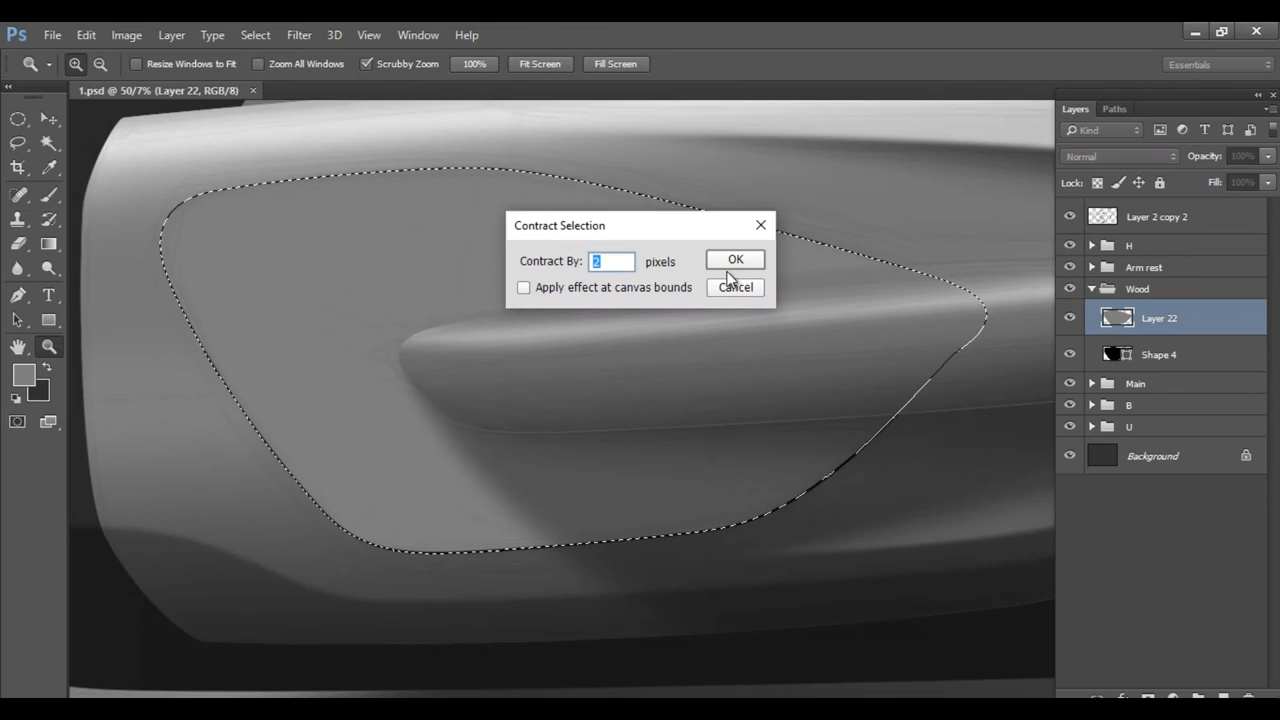 Ps File Edit Image Layer Type Select Filter 3D View Window Help
Resize Windows to Fit Zoom All Windows Scrubby Zoom 100% Fit Screen Fill Screen Essentials
1.psd @ 50/7% (Layer 22, RGB/8)
Layers Paths
Kind
Normal Opacity: 100%
Lock: Fill: 100%
Layer 2 copy 2
H
Arm rest
Wood
Layer 22
Shape 4
Main
B
U
Background
Contract Selection
Contract By: 2 pixels OK
Apply effect at canvas bounds Cancel